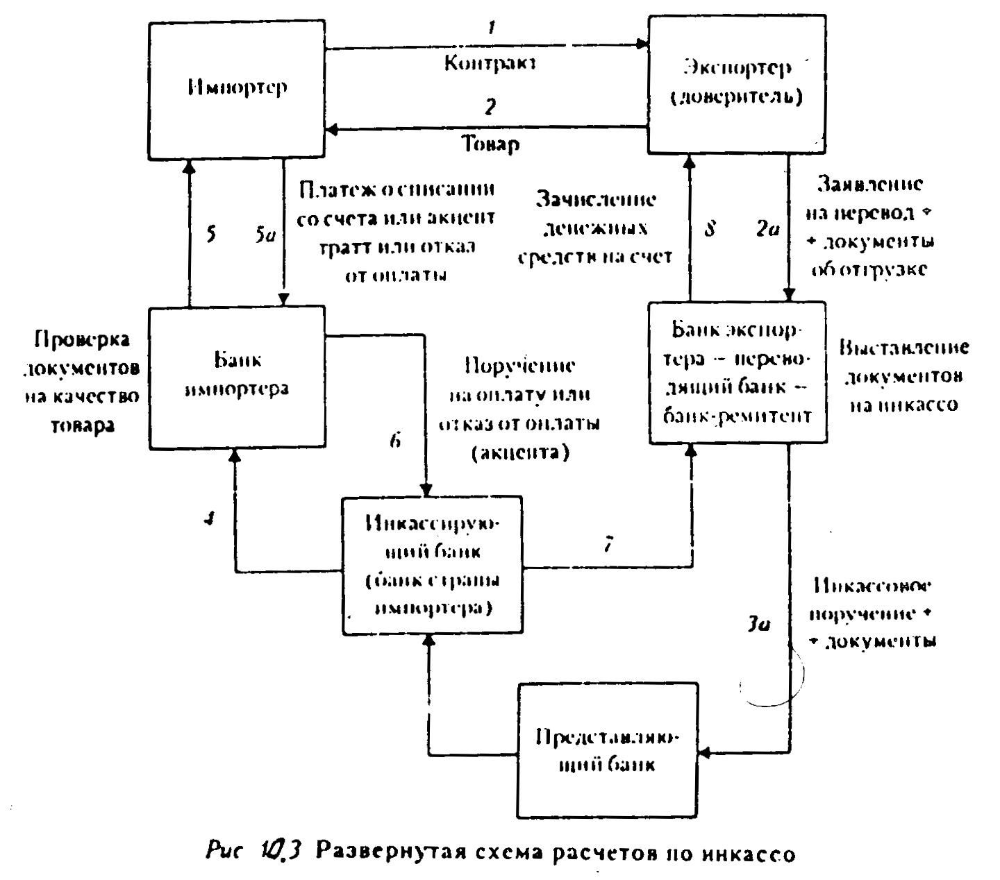 1
Контракт
Импортер
Экспортер
(доверитель)
2
Товар
Платеж о списании
со счета или акцент
тратт или отказ
от оплаты
5
5а
Зачисление
денежных
средств на счет
8
2а
Заявление
на перевод +
+ документы
об отгрузке
Проверка
документов
на качество
товара
Банк
импортера
Поручение
на оплату или
отказ от оплаты
(акцента)
6
Банк экспор-
тера – перево-
дящий банк –
банк-ремитент
Выставление
документов
на инкассо
4
Инкассирую-
щий банк
(банк страны
импортера)
7
3а
Инкассовое
поручение +
+ документы
Представляю-
щий банк
Рис 10.3 Развернутая схема расчетов по инкассо